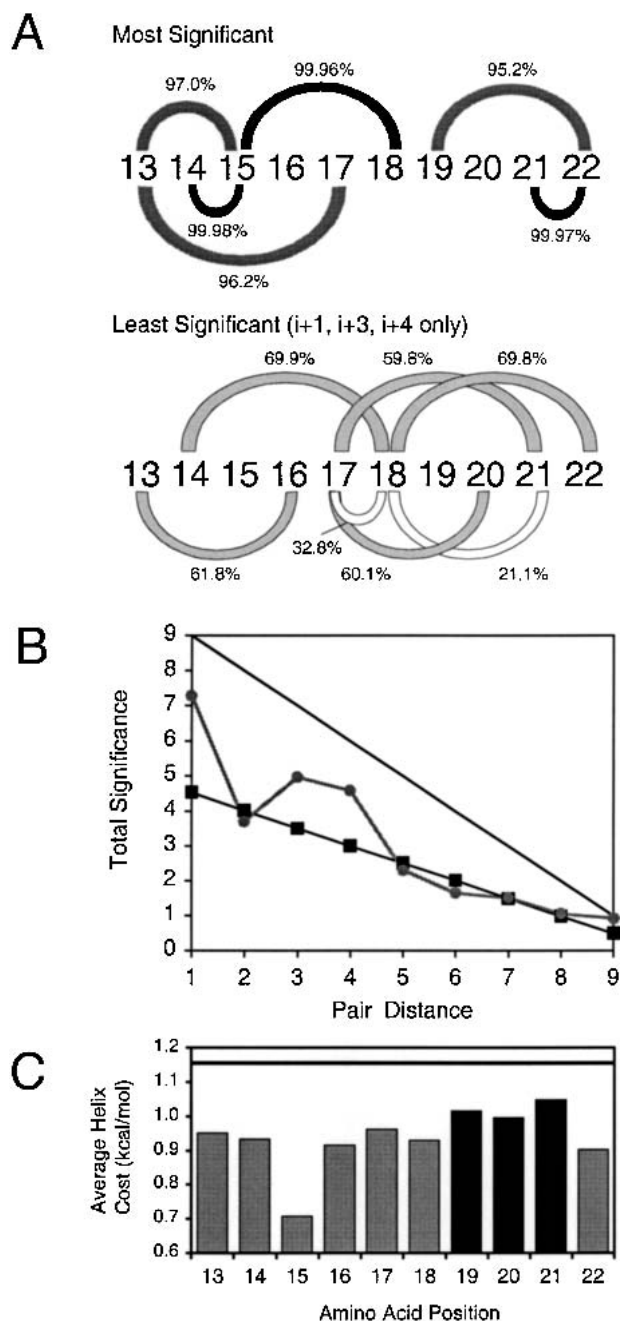 A
Most Significant
97.0%
99.96%
95.2%
13 14 15 16 17 18 19 20 21 22
99.98%
99.97%
96.2%
Least Significant (i+1, i+3, i+4 only)
69.9%
59.8%
69.8%
13 14 15 16 17 18 19 20 21 22
32.8%
61.8%
60.1%
21.1%
B
Total Significance
9
8
7
6
5
4
3
2
1
0
1 2 3 4 5 6 7 8 9
Pair Distance
C
Average Helix
Cost (kcal/mol)
1.2
1.1
1.0
0.9
0.8
0.7
0.6
13 14 15 16 17 18 19 20 21 22
Amino Acid Position